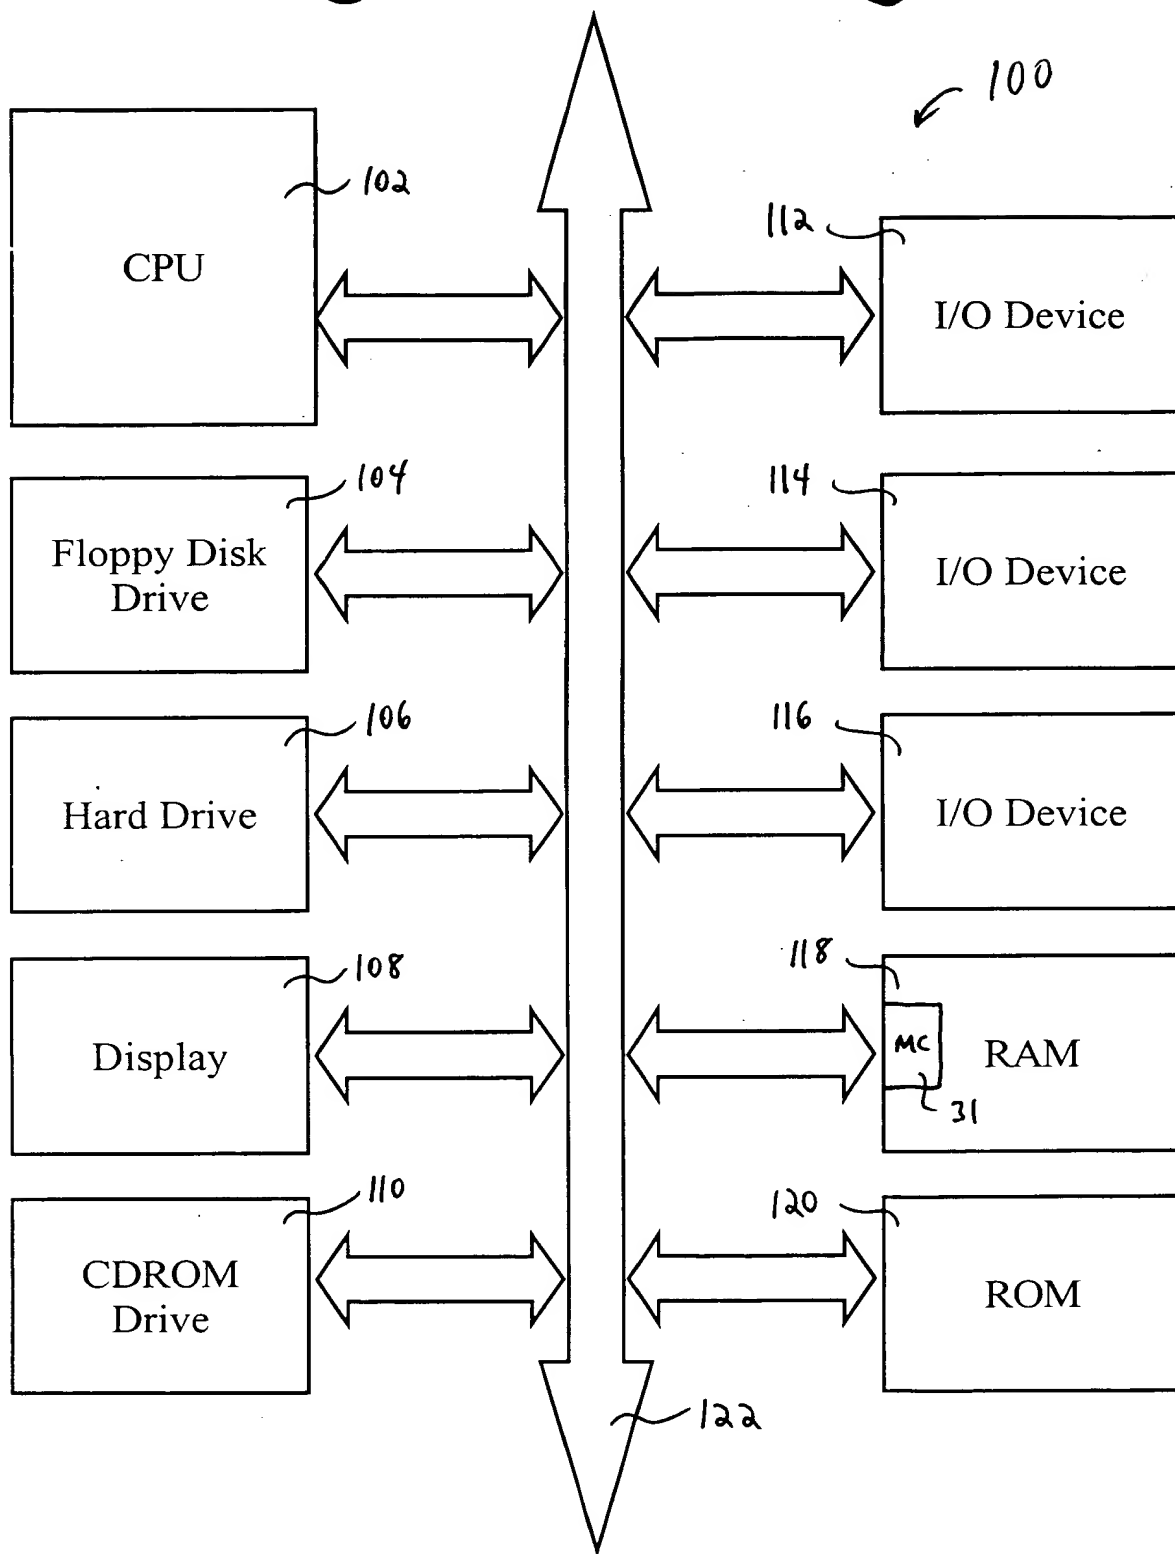 100
102
CPU
112
I/O Device
104
Floppy Disk
Drive
114
I/O Device
106
Hard Drive
116
I/O Device
108
Display
118
MC
RAM
31
110
CDROM
Drive
120
ROM
122